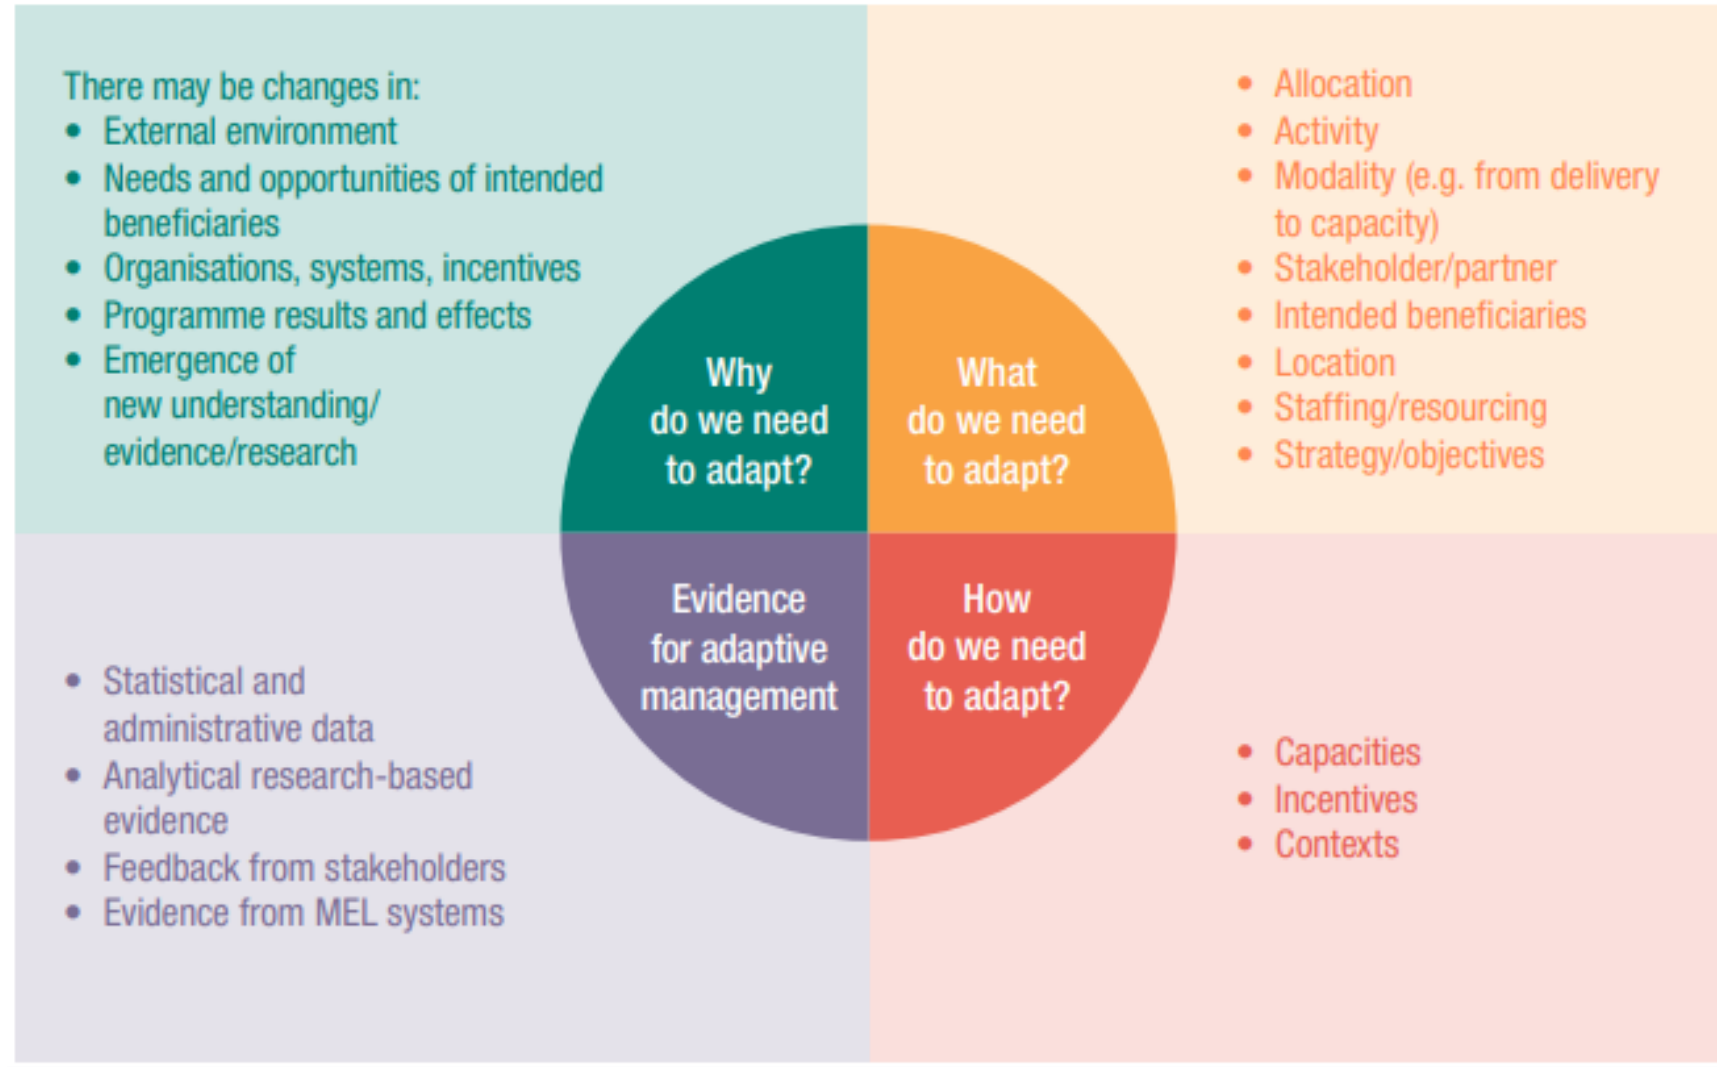 There may be changes in:
• External environment
• Needs and opportunities of intended
beneficiaries
• Organisations, systems, incentives
• Programme results and effects
• Emergence of
new understanding/
evidence/research
• Allocation
• Activity
• Modality (e.g. from delivery
to capacity)
• Stakeholder/partner
• Intended beneficiaries
• Location
• Staffing/resourcing
• Strategy/objectives
Why
do we need
to adapt?
What
do we need
to adapt?
Evidence
for adaptive
management
How
do we need
to adapt?
• Statistical and
administrative data
• Analytical research-based
evidence
• Feedback from stakeholders
• Evidence from MEL systems
• Capacities
• Incentives
• Contexts